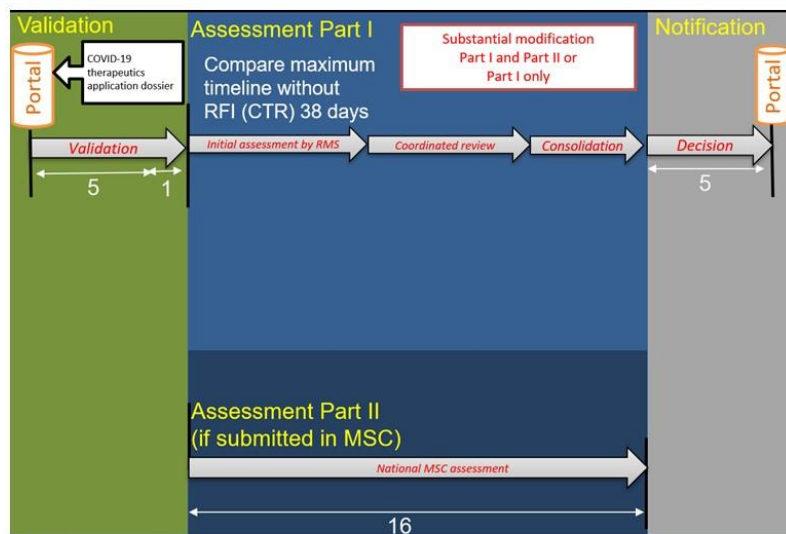 Validation
Portal
COVID-19
therapeutics
application dossier
Validation
5
1
Assessment Part I
Compare maximum
timeline without
RFI (CTR) 38 days
Substantial modification
Part I and Part II or
Part I only
Initial assessment by RMS
Coordinated review
Consolidation
Notification
Portal
Decision
5
Assessment Part II
(if submitted in MSC)
National MSC assessment
16